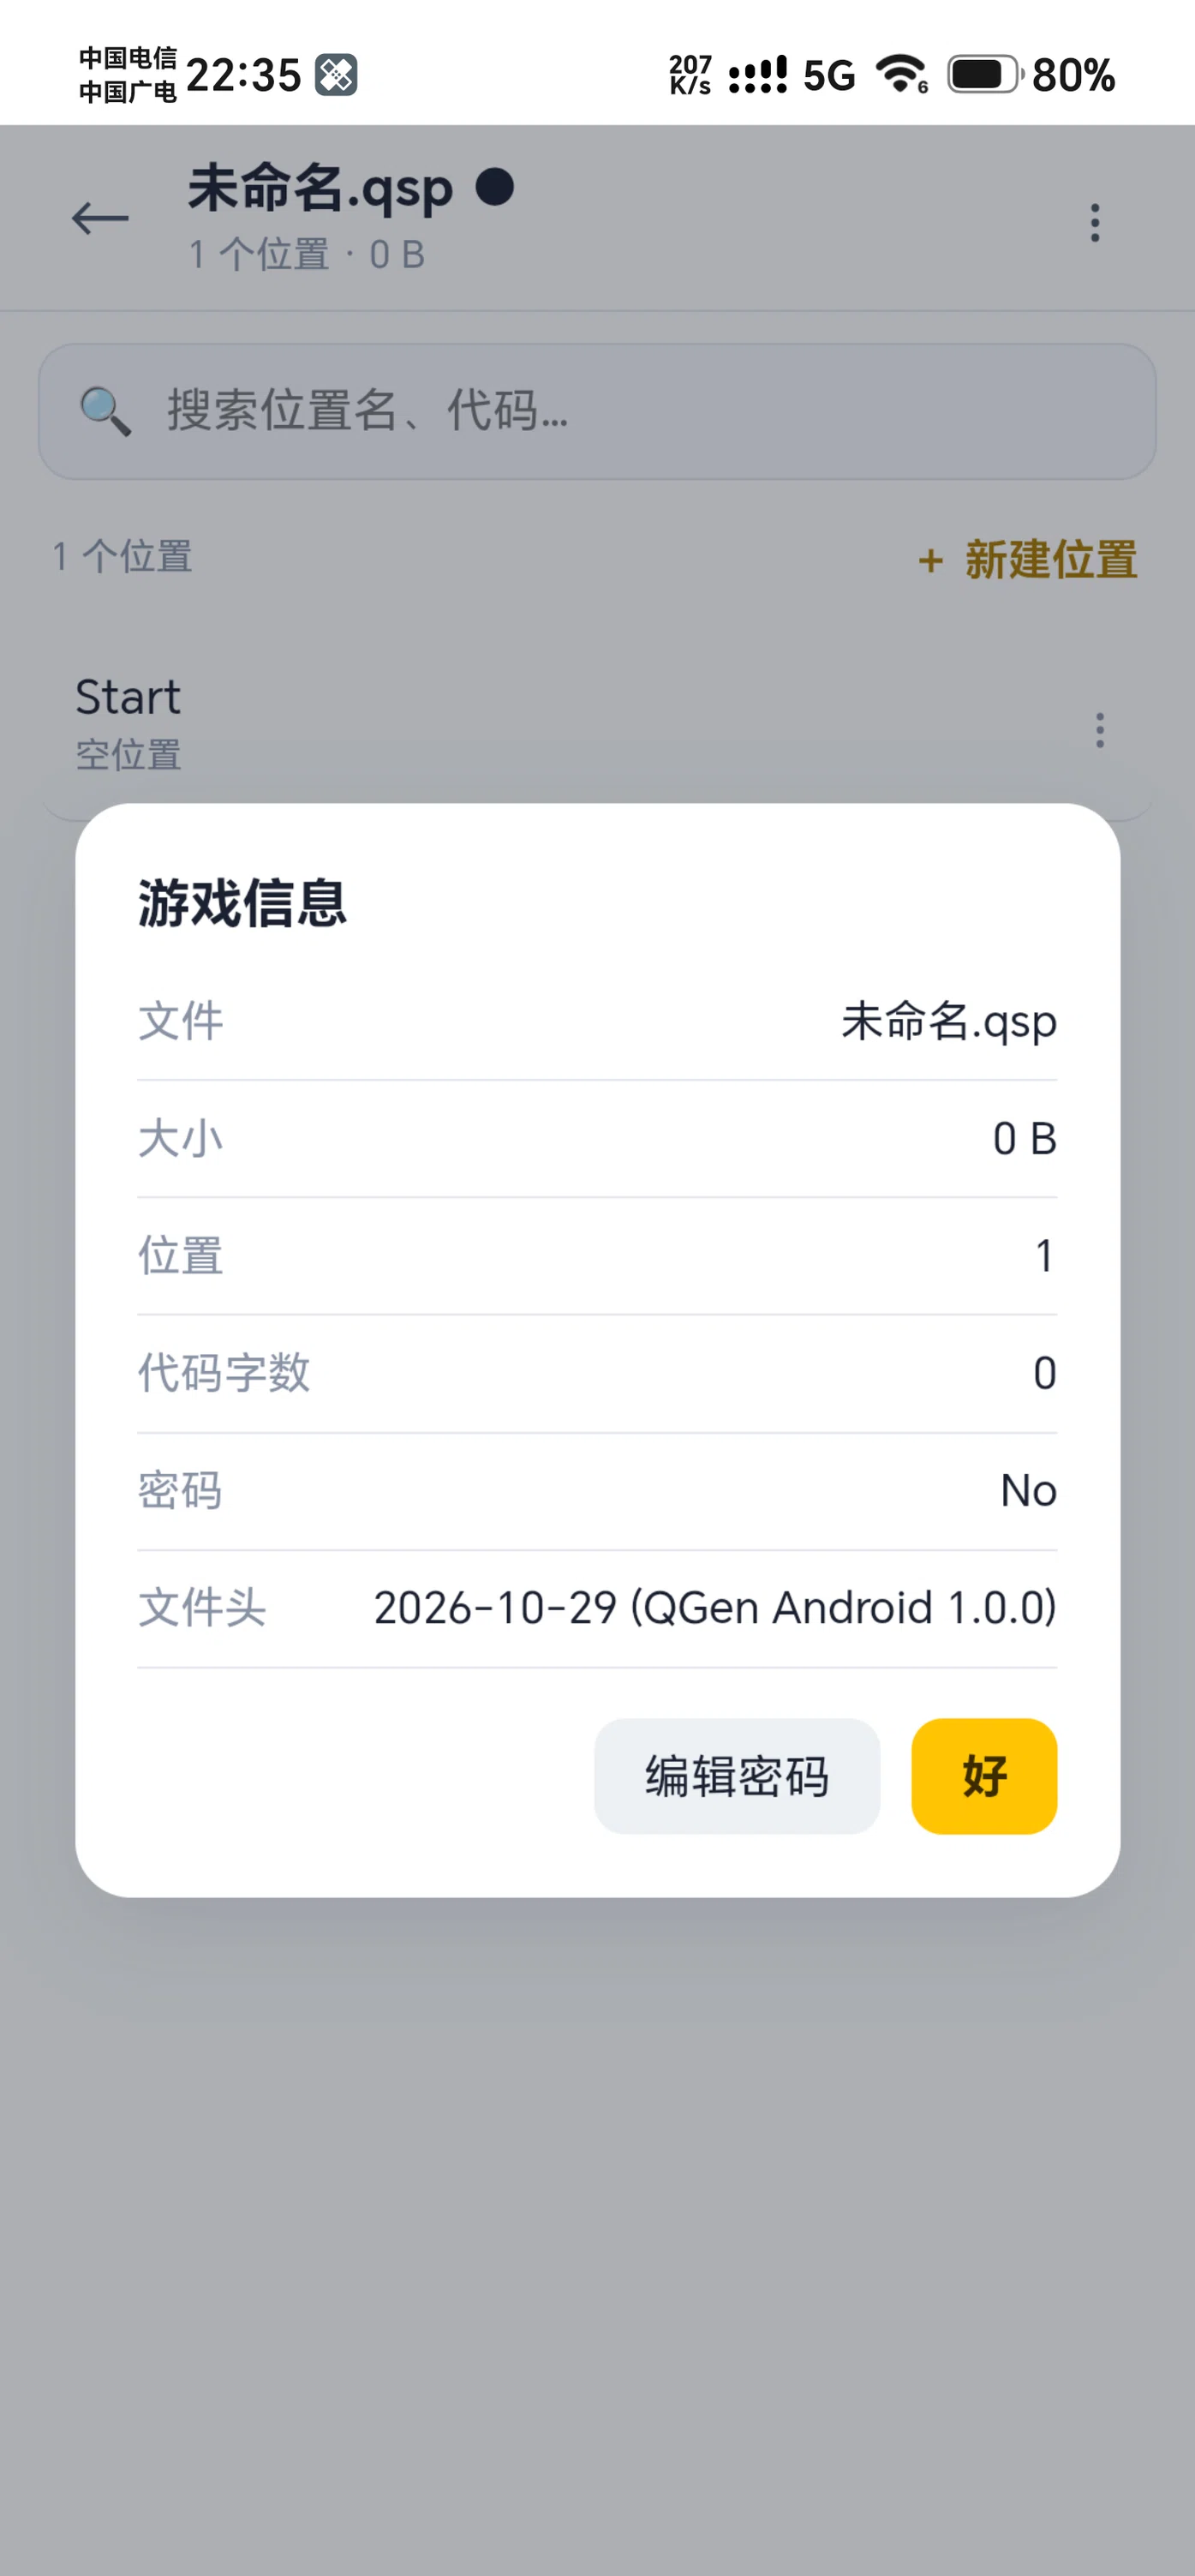 中国电信
中国广电
22:35
207
K/s
5G
6
80%
未命名.qsp
1 个位置 · 0 B
搜索位置名、代码...
1 个位置
+ 新建位置
Start
空位置
游戏信息
文件 未命名.qsp
大小 0 B
位置 1
代码字数 0
密码 No
文件头 2026-10-29 (QGen Android 1.0.0)
编辑密码 好